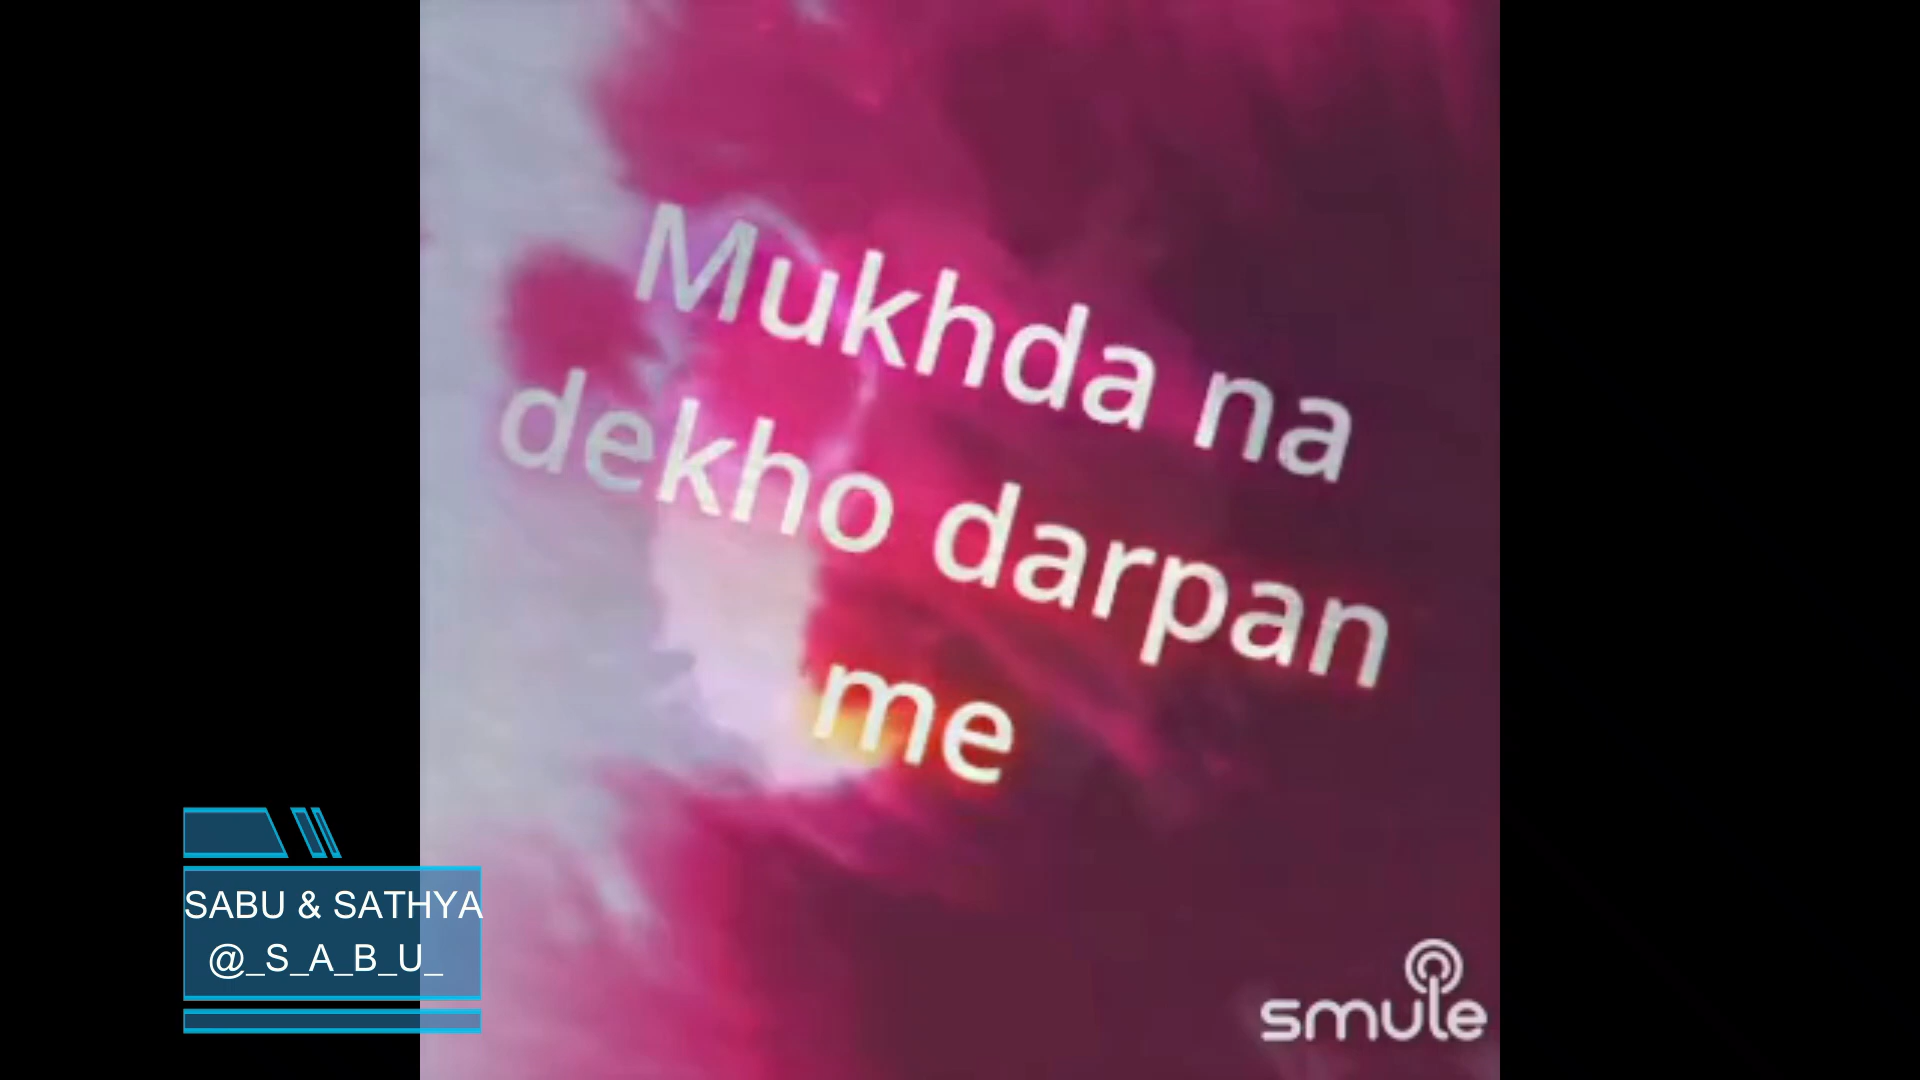 Mukhda na
dekho darpan
me
SABU & SATHYA
@_S_A_B_U_
smule